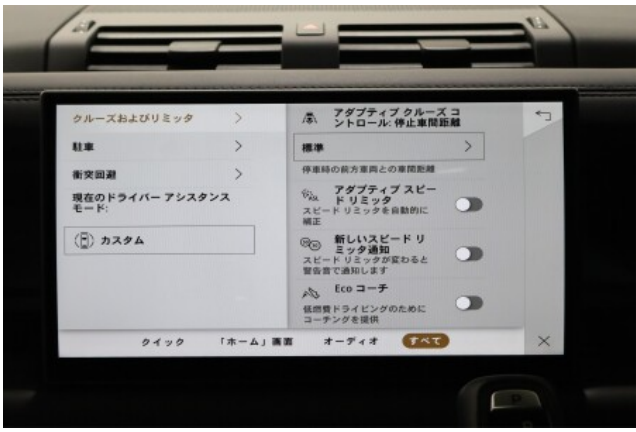 クルーズおよびリミッタ
駐車
衝突回避
現在のドライバー アシスタンス
モード:
カスタム
アダプティブ クルーズ コ
ントロール: 停止車間距離
標準
停車時の前方車両との車間距離
アダプティブ スピー
ド リミッタ
スピード リミッタを自動的に
補正
新しいスピード リ
ミッタ通知
スピード リミッタが変わると
警告音で通知します
Eco コーチ
低燃費ドライビングのために
コーチングを提供
クイック
「ホーム」画面
オーディオ
すべて
P